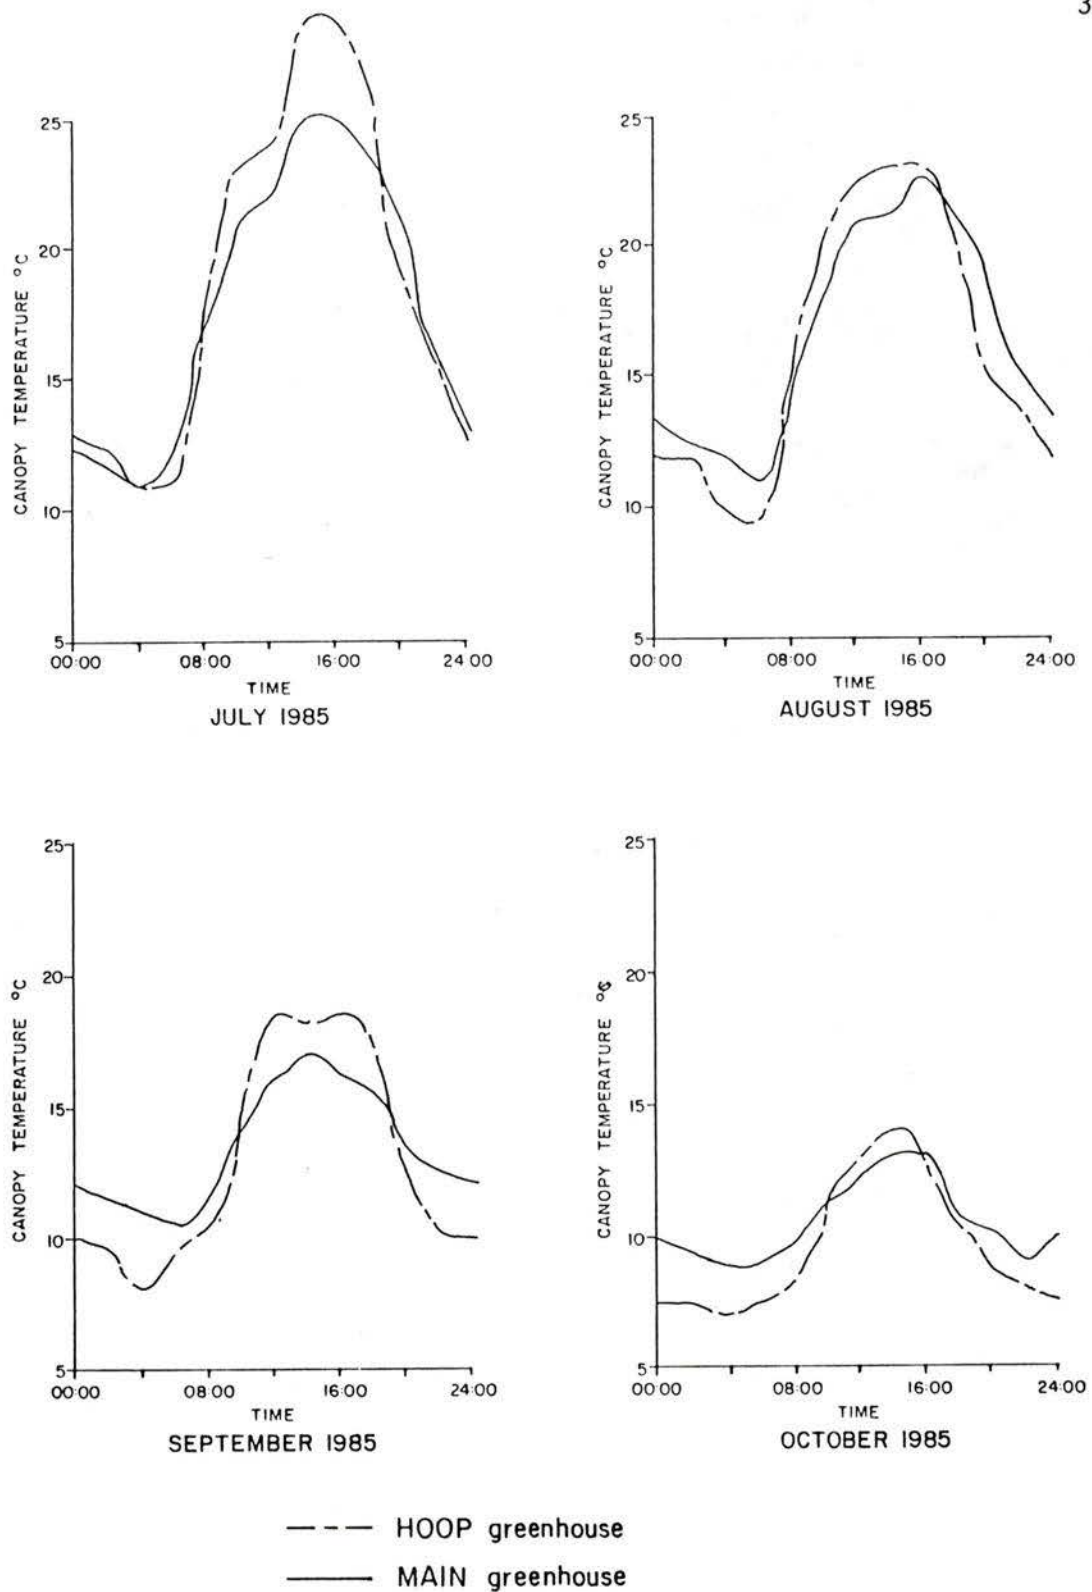 3
25
20
15
10
5
CANOPY TEMPERATURE °C
00:00 08:00 16:00 24:00
TIME
JULY 1985
25
20
15
10
5
CANOPY TEMPERATURE °C
00:00 08:00 16:00 24:00
TIME
AUGUST 1985
25
20
15
10
5
CANOPY TEMPERATURE °C
00:00 08:00 16:00 24:00
TIME
SEPTEMBER 1985
25
20
15
10
5
CANOPY TEMPERATURE °C
00:00 08:00 16:00 24:00
TIME
OCTOBER 1985
HOOP greenhouse
MAIN greenhouse